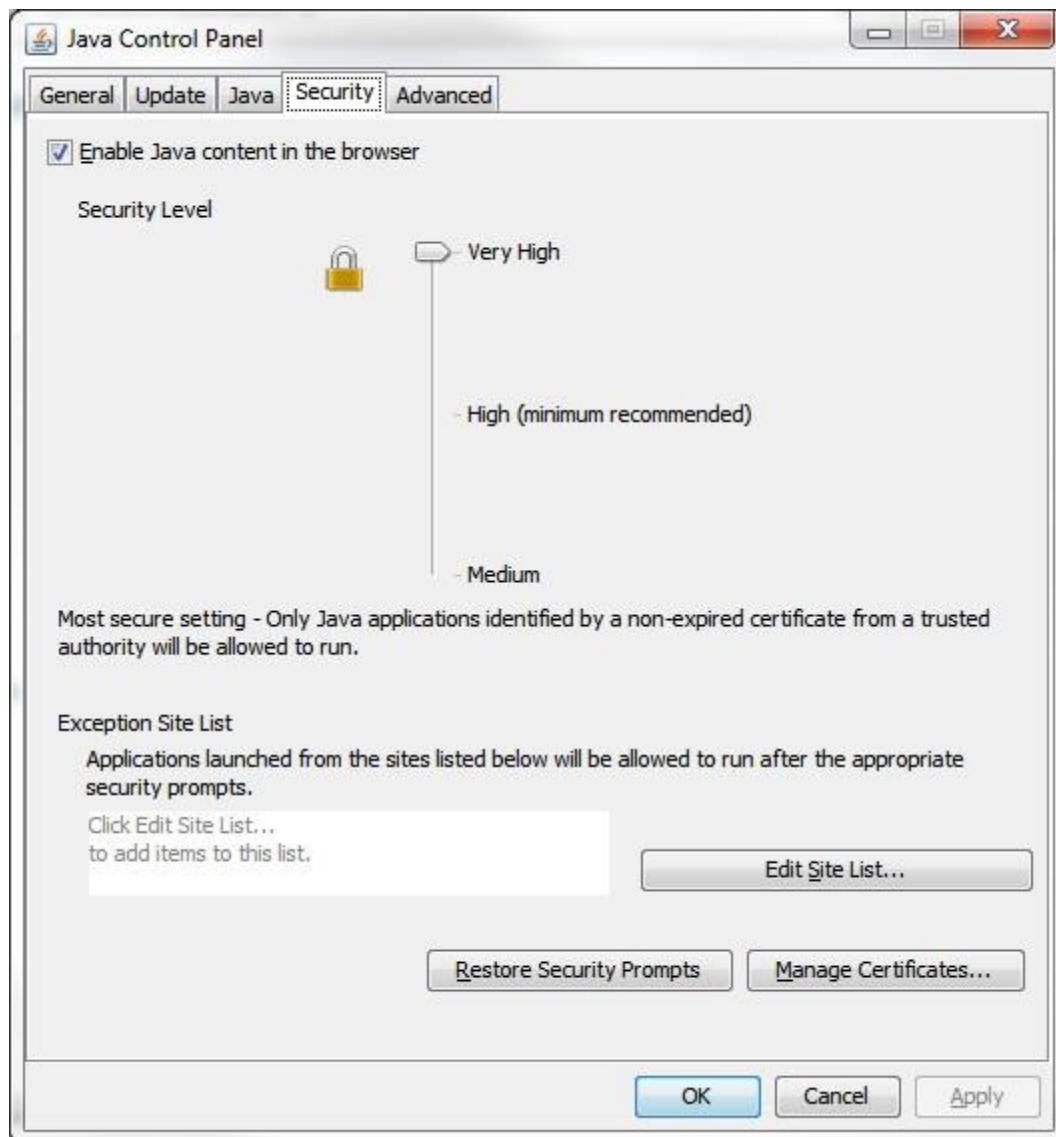 Java Control Panel
General Update Java Security Advanced
Enable Java content in the browser
Security Level
Very High
High (minimum recommended)
Medium
Most secure setting - Only Java applications identified by a non-expired certificate from a trusted
authority will be allowed to run.
Exception Site List
Applications launched from the sites listed below will be allowed to run after the appropriate
security prompts.
Click Edit Site List...
to add items to this list.
Edit Site List...
Restore Security Prompts Manage Certificates...
OK Cancel Apply